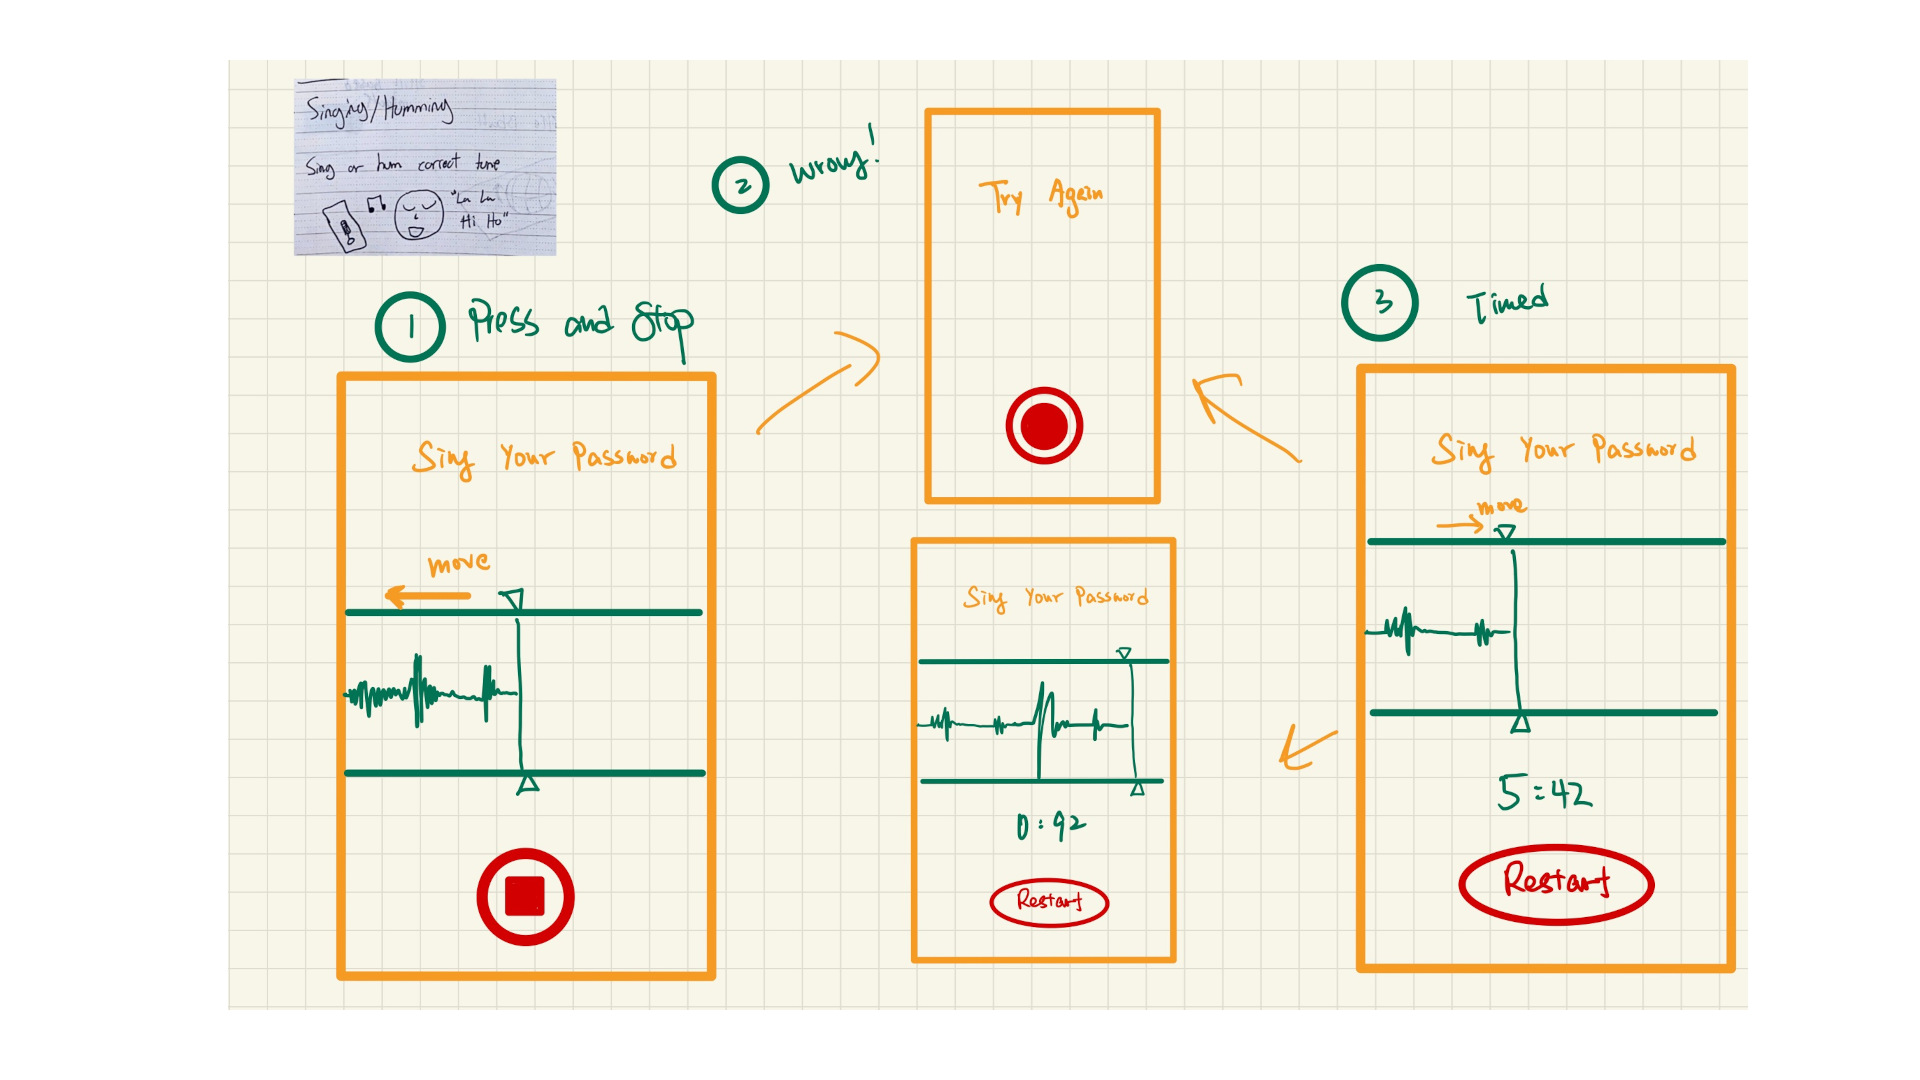 Singing/Humming
Sing or hum correct tune
"La La
Hi Ho"
1 Press and Stop
Sing Your Password
move
2 Wrong!
Try Again
Sing Your Password
0:92
Restart
3 Timed
Sing Your Password
move
5:42
Restart